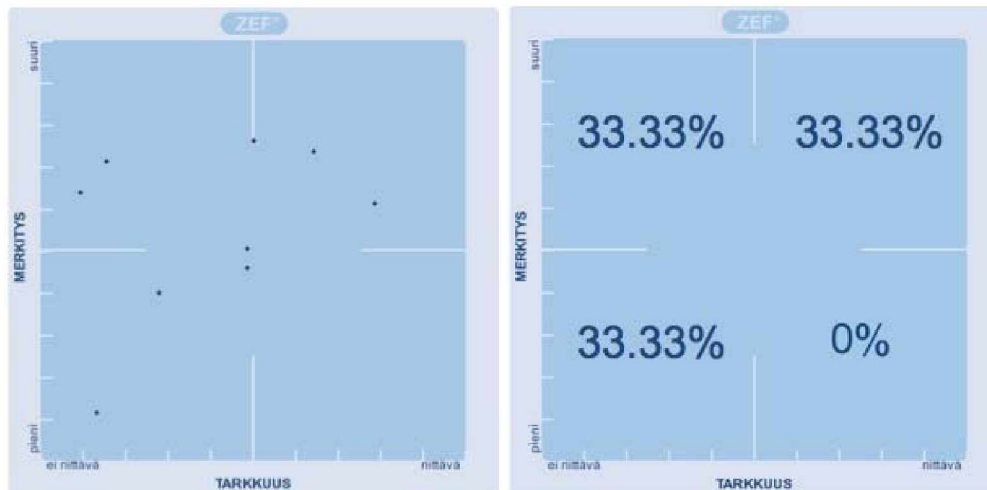 ZEF
suuri
MERKITYS
pieni
ei riittävä
riittävä
TARKKUUS
ZEF
suuri
33.33%
33.33%
MERKITYS
33.33%
0%
pieni
ei riittävä
riittävä
TARKKUUS